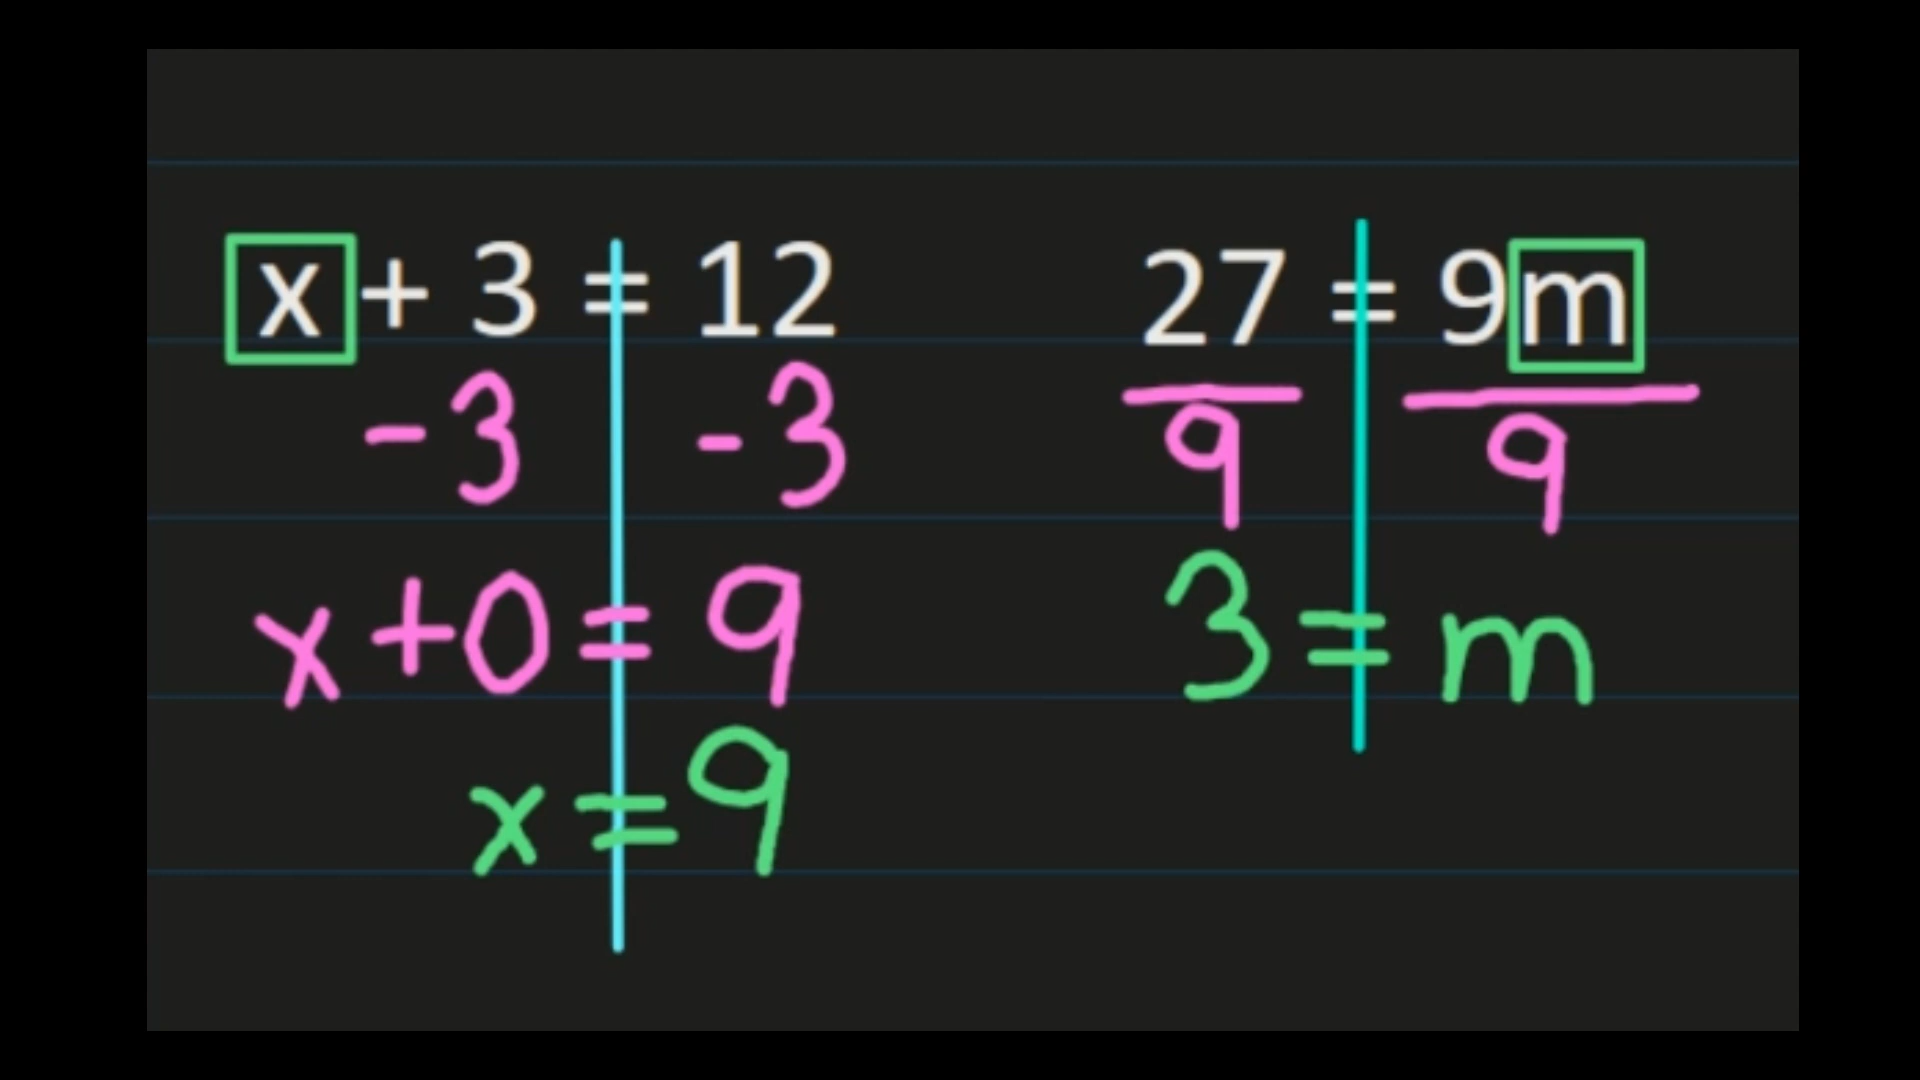 x + 3 = 12
- 3 - 3
x + 0 = 9
x = 9
27 = 9m
9 9
3 = m